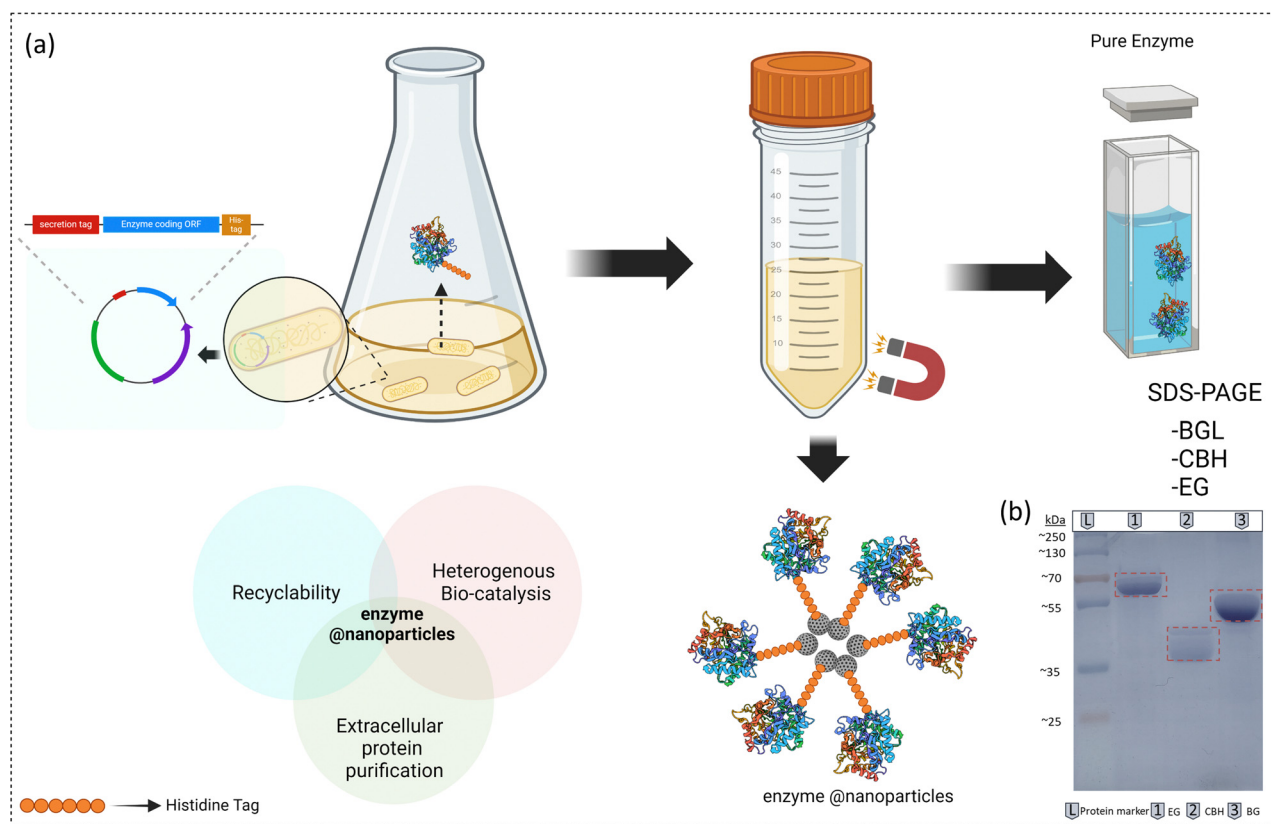 (a)
Pure Enzyme
secretion tag
Enzyme coding ORF
His-
tag
45
40
35
30
25
20
15
10
SDS-PAGE
-BGL
-CBH
-EG
Recyclability
Heterogenous
Bio-catalysis
enzyme
@nanoparticles
Extracellular
protein
purification
Histidine Tag
enzyme @nanoparticles
(b)
kDa
L
1
2
3
~250
~130
~70
~55
~35
~25
L Protein marker 1 EG 2 CBH 3 BG